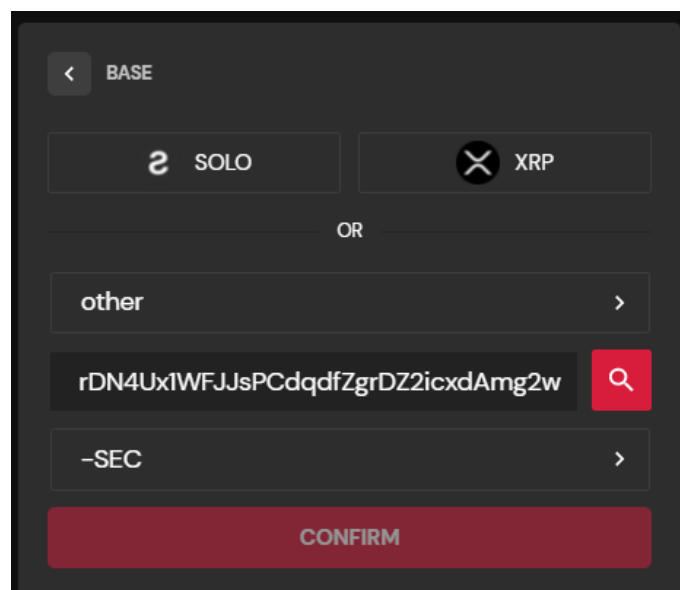 BASE
SOLO XRP
OR
other
rDN4Ux1WFJJsPCdqdfZgrDZ2icxdAmg2w
-SEC
CONFIRM